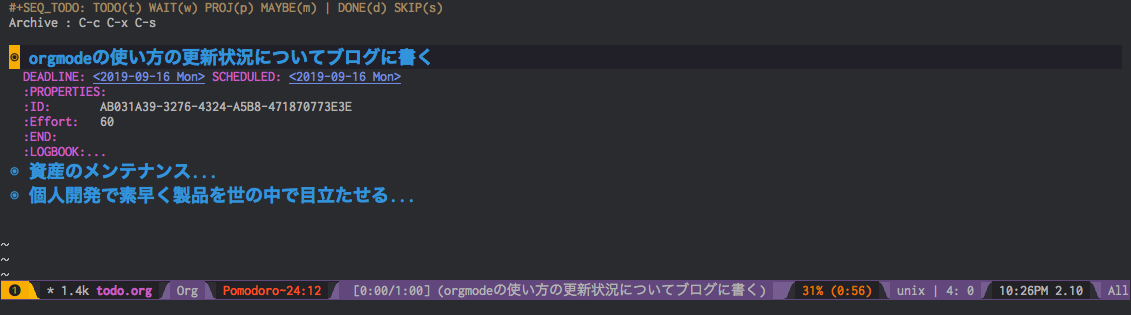 #+SEQ_TODO: TODO(t) WAIT(w) PROJ(p) MAYBE(m) | DONE(d) SKIP(s)
Archive : C-c C-x C-s
orgmodeの使い方の更新状況についてブログに書く
DEADLINE: <2019-09-16 Mon> SCHEDULED: <2019-09-16 Mon>
:PROPERTIES:
:ID: AB031A39-3276-4324-A5B8-471870773E3E
:Effort: 60
:END:
:LOGBOOK:...
資産のメンテナンス...
個人開発で素早く製品を世の中で目立たせる...
~
~
~
❶ * 1.4k todo.org Org Pomodoro~24:12 [0:00/1:00] (orgmodeの使い方の更新状況についてブログに書く) 31% (0:56) unix | 4: 0 10:26PM 2.10 All